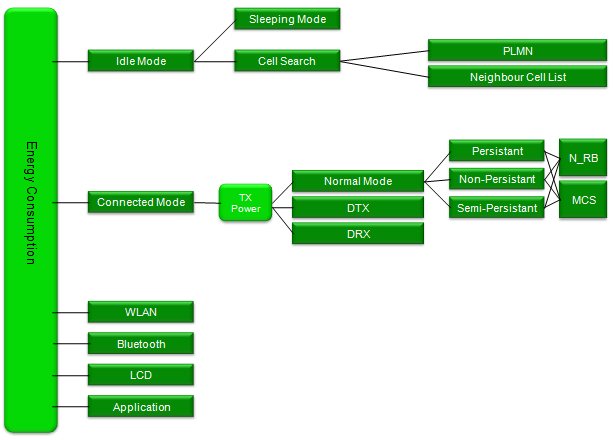 Energy Consumption
Idle Mode
Sleeping Mode
Cell Search
PLMN
Neighbour Cell List
Connected Mode
TX
Power
Normal Mode
DTX
DRX
Persistant
Non-Persistant
Semi-Persistant
N_RB
MCS
WLAN
Bluetooth
LCD
Application